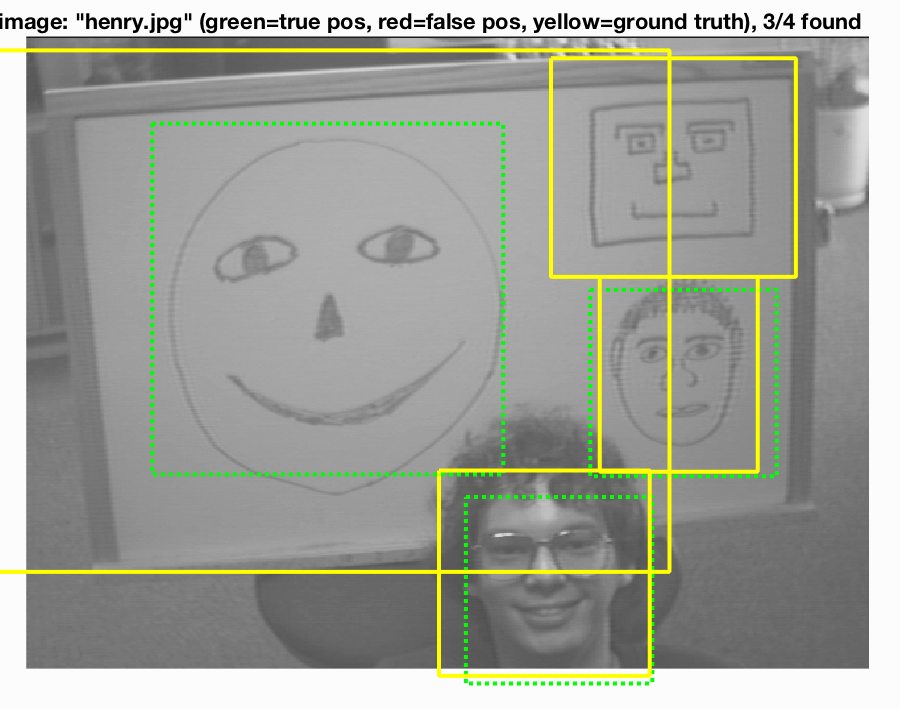 image: "henry.jpg" (green=true pos, red=false pos, yellow=ground truth), 3/4 found